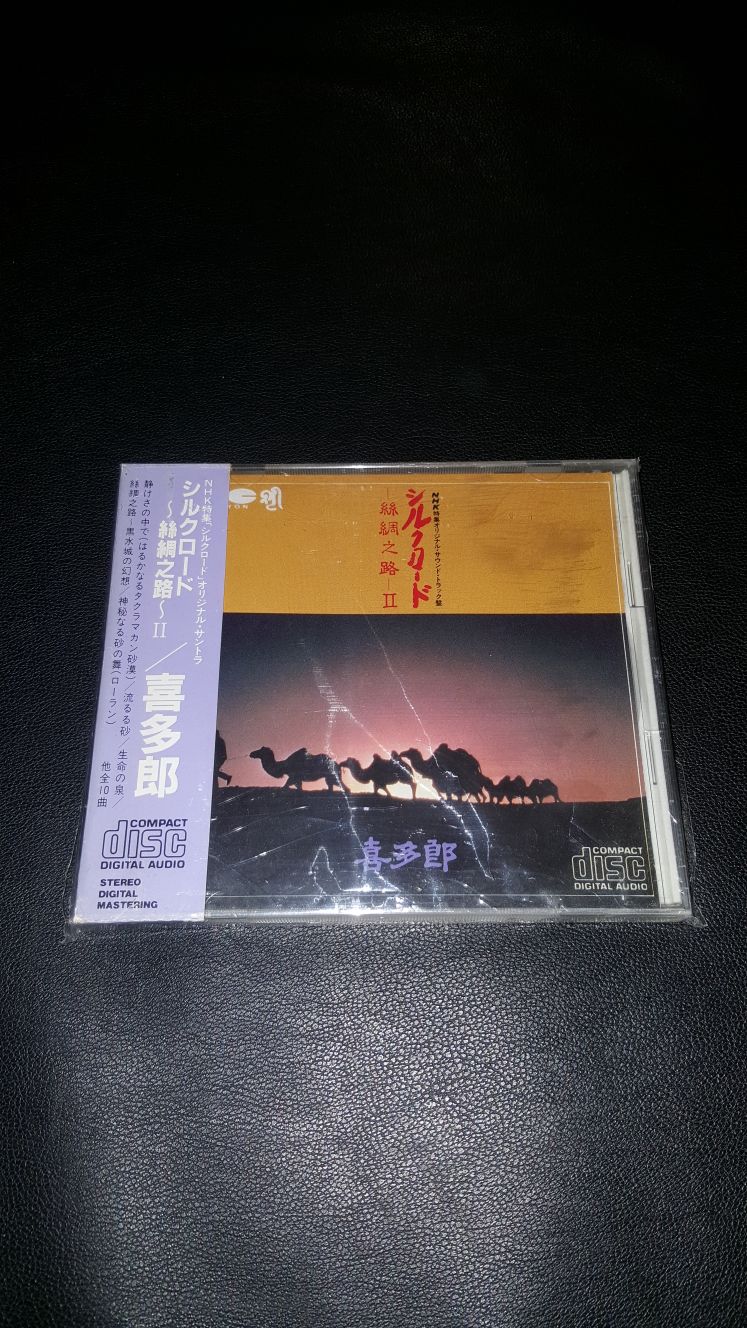 NHK特集「シルクロード」オリジナル・サントラ
シルクロード
〜絲綢之路〜II／喜多郎
静けさの中で(はるかなるタクラマカン砂漠)／流るる砂／生命の泉／
絲綢之路－黒水城の幻想／神秘なる砂の舞(ローラン)
他全10曲
COMPACT
disc
DIGITAL AUDIO
STEREO
DIGITAL
MASTERING
NHK特集オリジナル・サウンド・トラック盤
シルクロード
－絲綢之路－II
喜多郎
COMPACT
disc
DIGITAL AUDIO